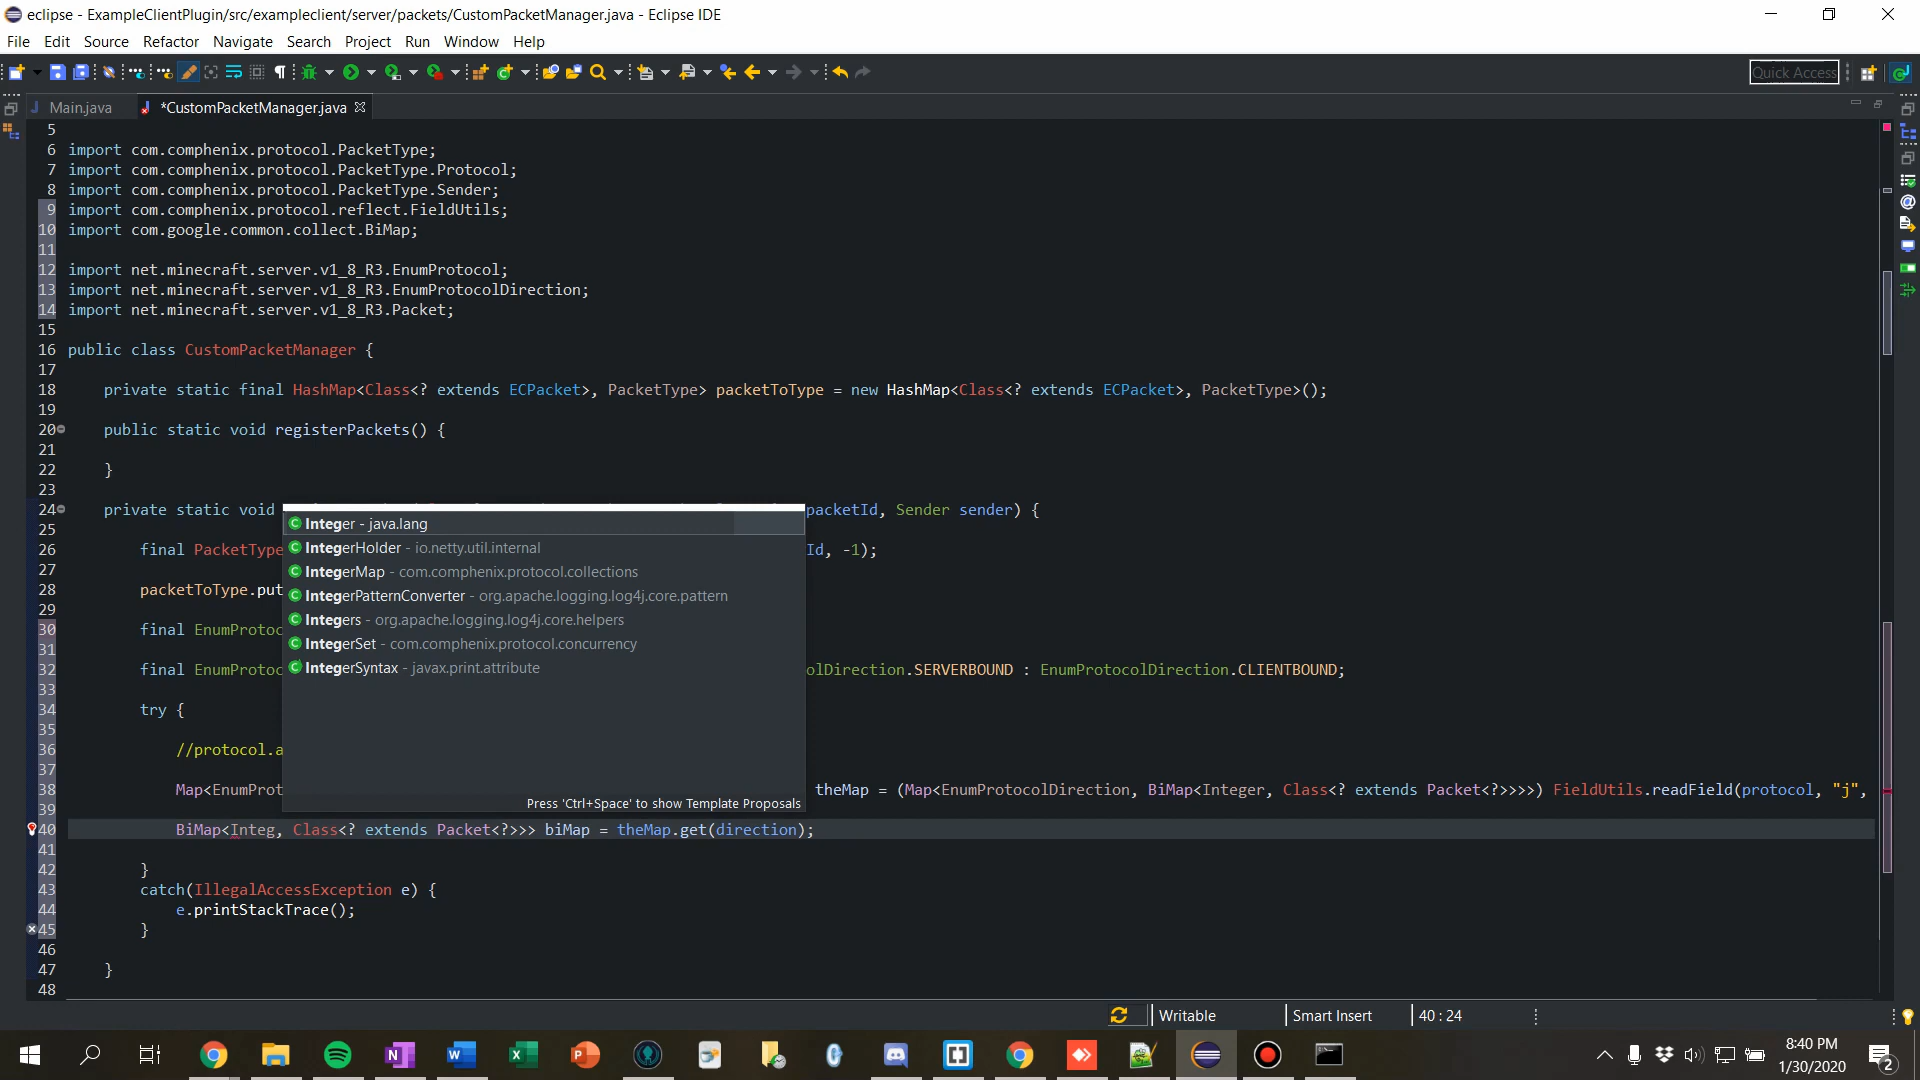 eclipse - ExampleClientPlugin/src/exampleclient/server/packets/CustomPacketManager.java - Eclipse IDE
File Edit Source Refactor Navigate Search Project Run Window Help
Quick Access
Main.java *CustomPacketManager.java
5
6 import com.comphenix.protocol.PacketType;
7 import com.comphenix.protocol.PacketType.Protocol;
8 import com.comphenix.protocol.PacketType.Sender;
9 import com.comphenix.protocol.reflect.FieldUtils;
10 import com.google.common.collect.BiMap;
11
12 import net.minecraft.server.v1_8_R3.EnumProtocol;
13 import net.minecraft.server.v1_8_R3.EnumProtocolDirection;
14 import net.minecraft.server.v1_8_R3.Packet;
15
16 public class CustomPacketManager {
17
18 private static final HashMap<Class<? extends ECPacket>, PacketType> packetToType = new HashMap<Class<? extends ECPacket>, PacketType>();
19
20 public static void registerPackets() {
21
22 }
23
24 private static void packetId, Sender sender) {
25
26 final PacketType Id, -1);
27
28 packetToType.put
29
30 final EnumProtoc
31
32 final EnumProtoc olDirection.SERVERBOUND : EnumProtocolDirection.CLIENTBOUND;
33
34 try {
35
36 //protocol.a
37
38 Map<EnumProt theMap = (Map<EnumProtocolDirection, BiMap<Integer, Class<? extends Packet<?>>>>) FieldUtils.readField(protocol, "j",
39
40 BiMap<Integ, Class<? extends Packet<?>>> biMap = theMap.get(direction);
41
42 }
43 catch(IllegalAccessException e) {
44 e.printStackTrace();
45 }
46
47 }
48
Integer - java.lang
IntegerHolder - io.netty.util.internal
IntegerMap - com.comphenix.protocol.collections
IntegerPatternConverter - org.apache.logging.log4j.core.pattern
Integers - org.apache.logging.log4j.core.helpers
IntegerSet - com.comphenix.protocol.concurrency
IntegerSyntax - javax.print.attribute
Press 'Ctrl+Space' to show Template Proposals
Writable Smart Insert 40 : 24
8:40 PM
1/30/2020
2